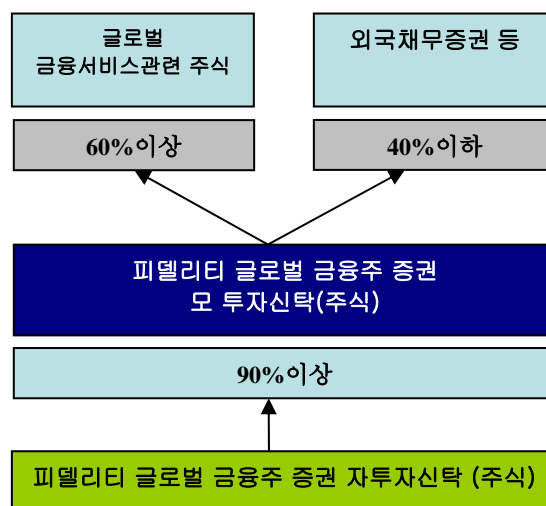 글로벌
금융서비스관련 주식
외국채무증권 등
60%이상
40%이하
피델리티 글로벌 금융주 증권
모 투자신탁(주식)
90%이상
피델리티 글로벌 금융주 증권 자투자신탁 (주식)